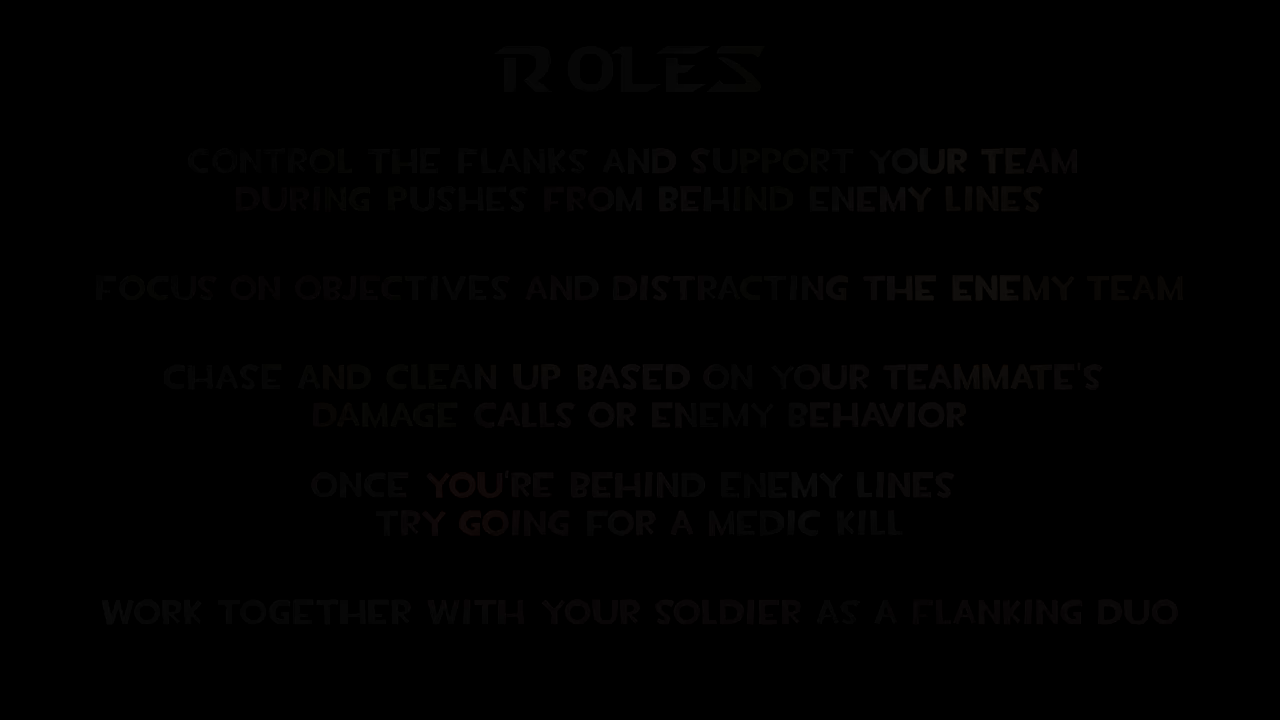 ROLES
CONTROL THE FLANKS AND SUPPORT YOUR TEAM
DURING PUSHES FROM BEHIND ENEMY LINES
FOCUS ON OBJECTIVES AND DISTRACTING THE ENEMY TEAM
CHASE AND CLEAN UP BASED ON YOUR TEAMMATE'S
DAMAGE CALLS OR ENEMY BEHAVIOR
ONCE YOU'RE BEHIND ENEMY LINES
TRY GOING FOR A MEDIC KILL
WORK TOGETHER WITH YOUR SOLDIER AS A FLANKING DUO